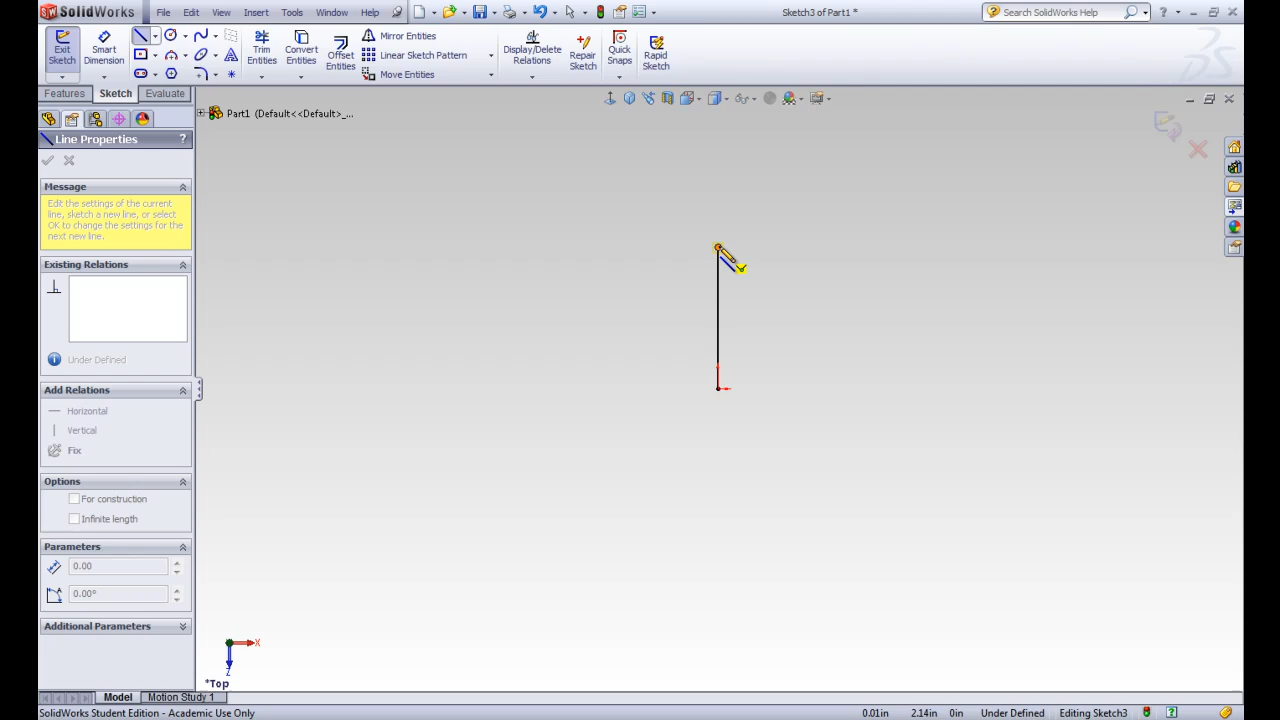 SolidWorks File Edit View Insert Tools Window Help Sketch3 of Part1 * Search SolidWorks Help
Exit Sketch
Smart Dimension
Trim Entities
Convert Entities
Offset Entities
Mirror Entities
Linear Sketch Pattern
Move Entities
Display/Delete Relations
Repair Sketch
Quick Snaps
Rapid Sketch
Features Sketch Evaluate
Part1 (Default<<Default>_...
Line Properties ?
Message
Edit the settings of the current
line, sketch a new line, or select
OK to change the settings for the
next new line.
Existing Relations
Under Defined
Add Relations
Horizontal
Vertical
Fix
Options
For construction
Infinite length
Parameters
0.00
0.00°
Additional Parameters
X
Z
*Top
Model Motion Study 1
SolidWorks Student Edition - Academic Use Only 0.01in 2.14in 0in Under Defined Editing Sketch3